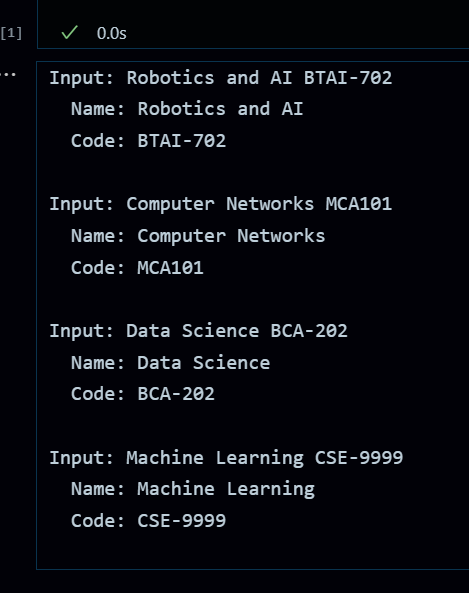 [1]
0.0s
...
Input: Robotics and AI BTAI-702
Name: Robotics and AI
Code: BTAI-702
Input: Computer Networks MCA101
Name: Computer Networks
Code: MCA101
Input: Data Science BCA-202
Name: Data Science
Code: BCA-202
Input: Machine Learning CSE-9999
Name: Machine Learning
Code: CSE-9999